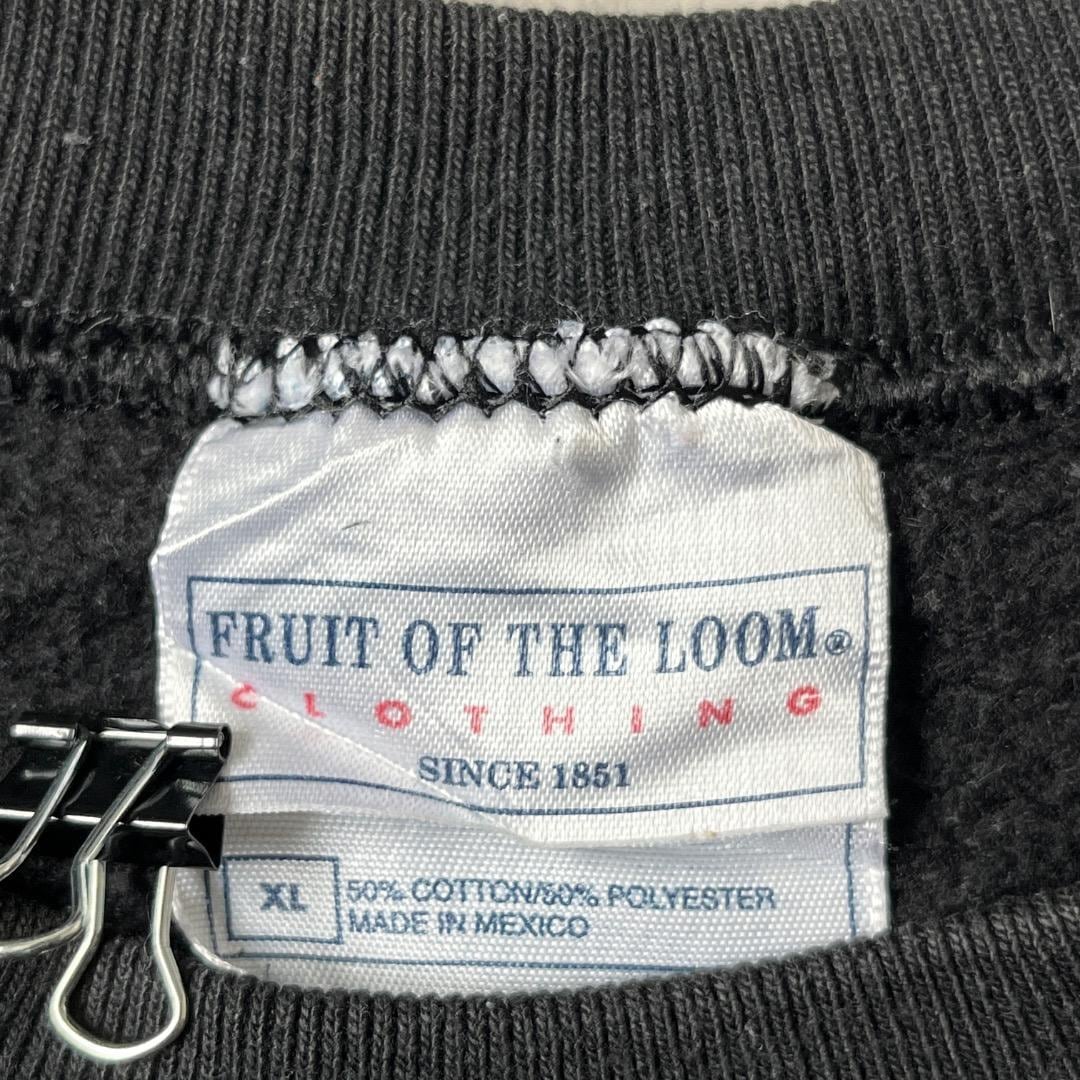 FRUIT OF THE LOOM®
CLOTHING
SINCE 1851
XL
50% COTTON/50% POLYESTER
MADE IN MEXICO